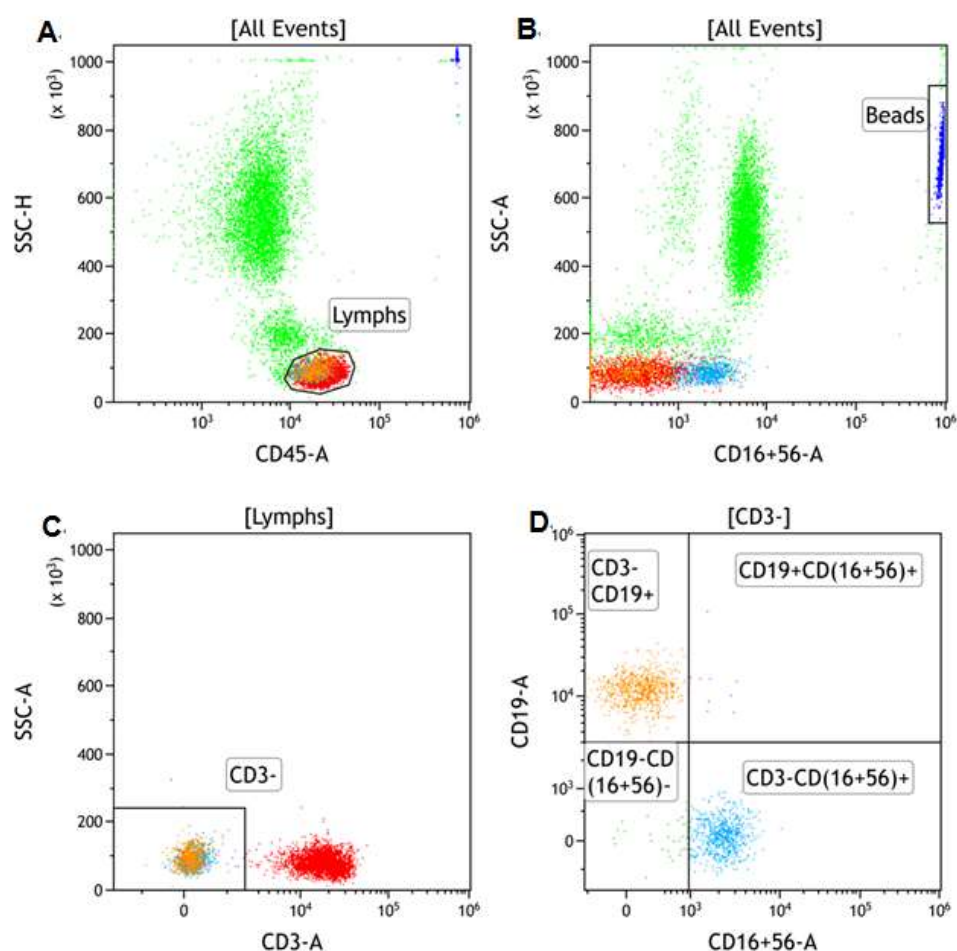 A.
[All Events]
(x 10³)
1000
800
600
400
200
0
SSC-H
Lymphs
10³
10⁴
10⁵
10⁶
CD45-A
B.
[All Events]
(x 10³)
1000
800
600
400
200
0
SSC-A
Beads
10³
10⁴
10⁵
10⁶
CD16+56-A
C.
[Lymphs]
(x 10³)
1000
800
600
400
200
0
SSC-A
CD3-
0
10⁴
10⁵
10⁶
CD3-A
D.
[CD3-]
10⁶
10⁵
10⁴
10³
0
CD19-A
CD3-
CD19+
CD19+CD(16+56)+
CD19-CD
(16+56)-
CD3-CD(16+56)+
0
10³
10⁴
10⁵
10⁶
CD16+56-A